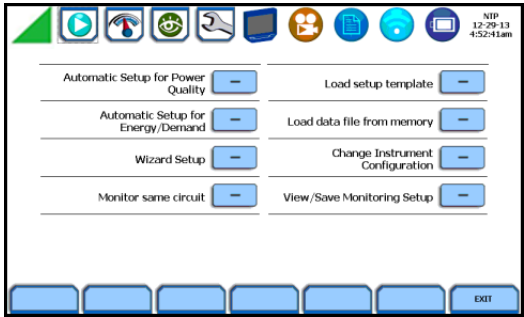 NTP
12-29-13
4:52:41am
Automatic Setup for Power
Quality
Automatic Setup for
Energy/Demand
Wizard Setup
Monitor same circuit
Load setup template
Load data file from memory
Change Instrument
Configuration
View/Save Monitoring Setup
EXIT